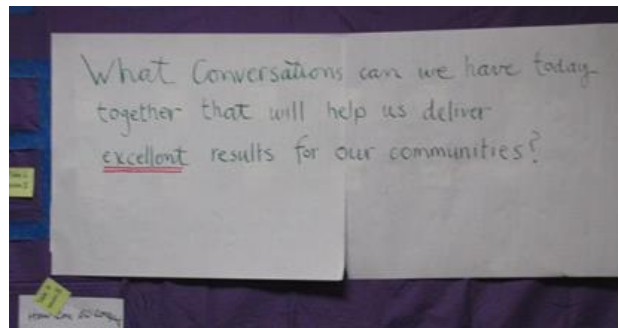 What Conversations can we have today
together that will help us deliver
excellent results for our communities?